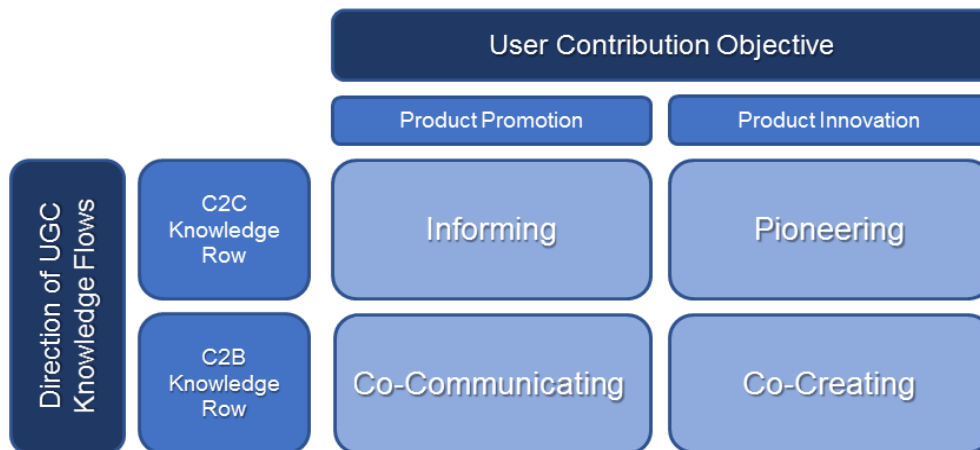 User Contribution Objective
Product Promotion
Product Innovation
Direction of UGC
Knowledge Flows
C2C
Knowledge
Row
Informing
Pioneering
C2B
Knowledge
Row
Co-Communicating
Co-Creating